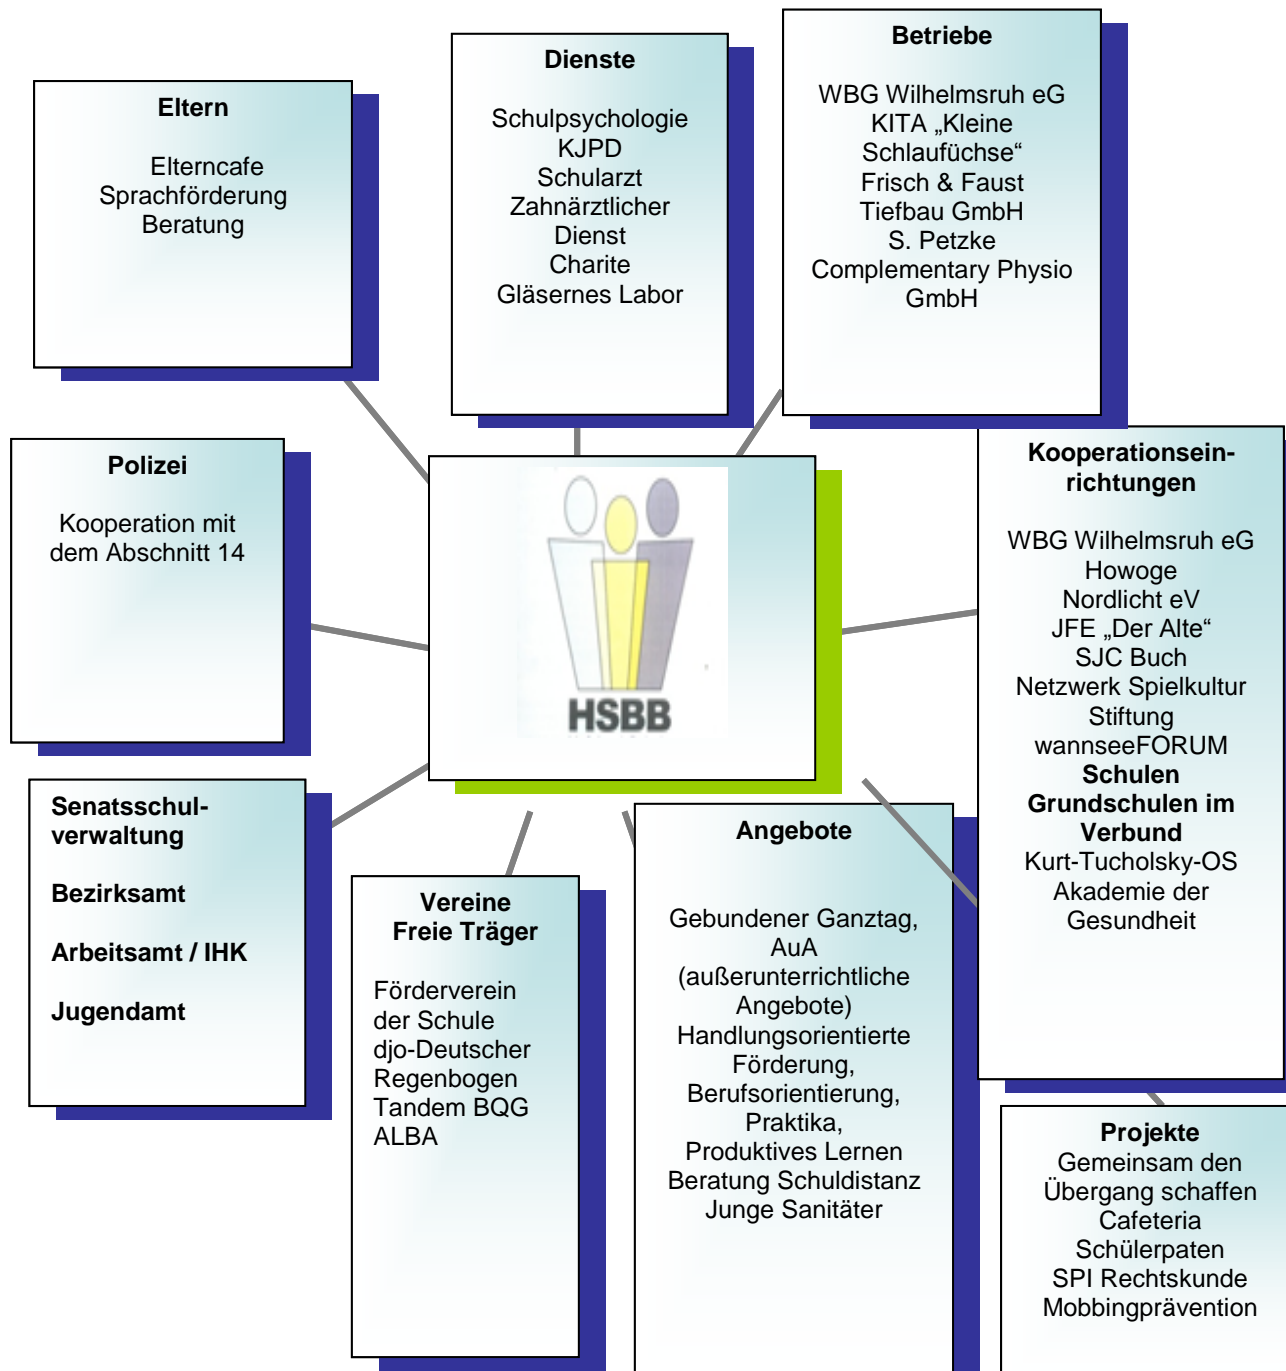 Eltern
Elterncafe
Sprachförderung
Beratung
Dienste
Schulpsychologie
KJPD
Schularzt
Zahnärztlicher
Dienst
Charite
Gläsernes Labor
Betriebe
WBG Wilhelmsruh eG
KITA „Kleine
Schlaufüchse“
Frisch & Faust
Tiefbau GmbH
S. Petzke
Complementary Physio
GmbH
Polizei
Kooperation mit
dem Abschnitt 14
HSBB
Kooperationsein-
richtungen
WBG Wilhelmsruh eG
Howoge
Nordlicht eV
JFE „Der Alte“
SJC Buch
Netzwerk Spielkultur
Stiftung
wannseeFORUM
Schulen
Grundschulen im
Verbund
Kurt-Tucholsky-OS
Akademie der
Gesundheit
Senatsschul-
verwaltung
Bezirksamt
Arbeitsamt / IHK
Jugendamt
Vereine
Freie Träger
Förderverein
der Schule
djo-Deutscher
Regenbogen
Tandem BQG
ALBA
Angebote
Gebundener Ganztag,
AuA
(außerunterrichtliche
Angebote)
Handlungsorientierte
Förderung,
Berufsorientierung,
Praktika,
Produktives Lernen
Beratung Schuldistanz
Junge Sanitäter
Projekte
Gemeinsam den
Übergang schaffen
Cafeteria
Schülerpaten
SPI Rechtskunde
Mobbingprävention